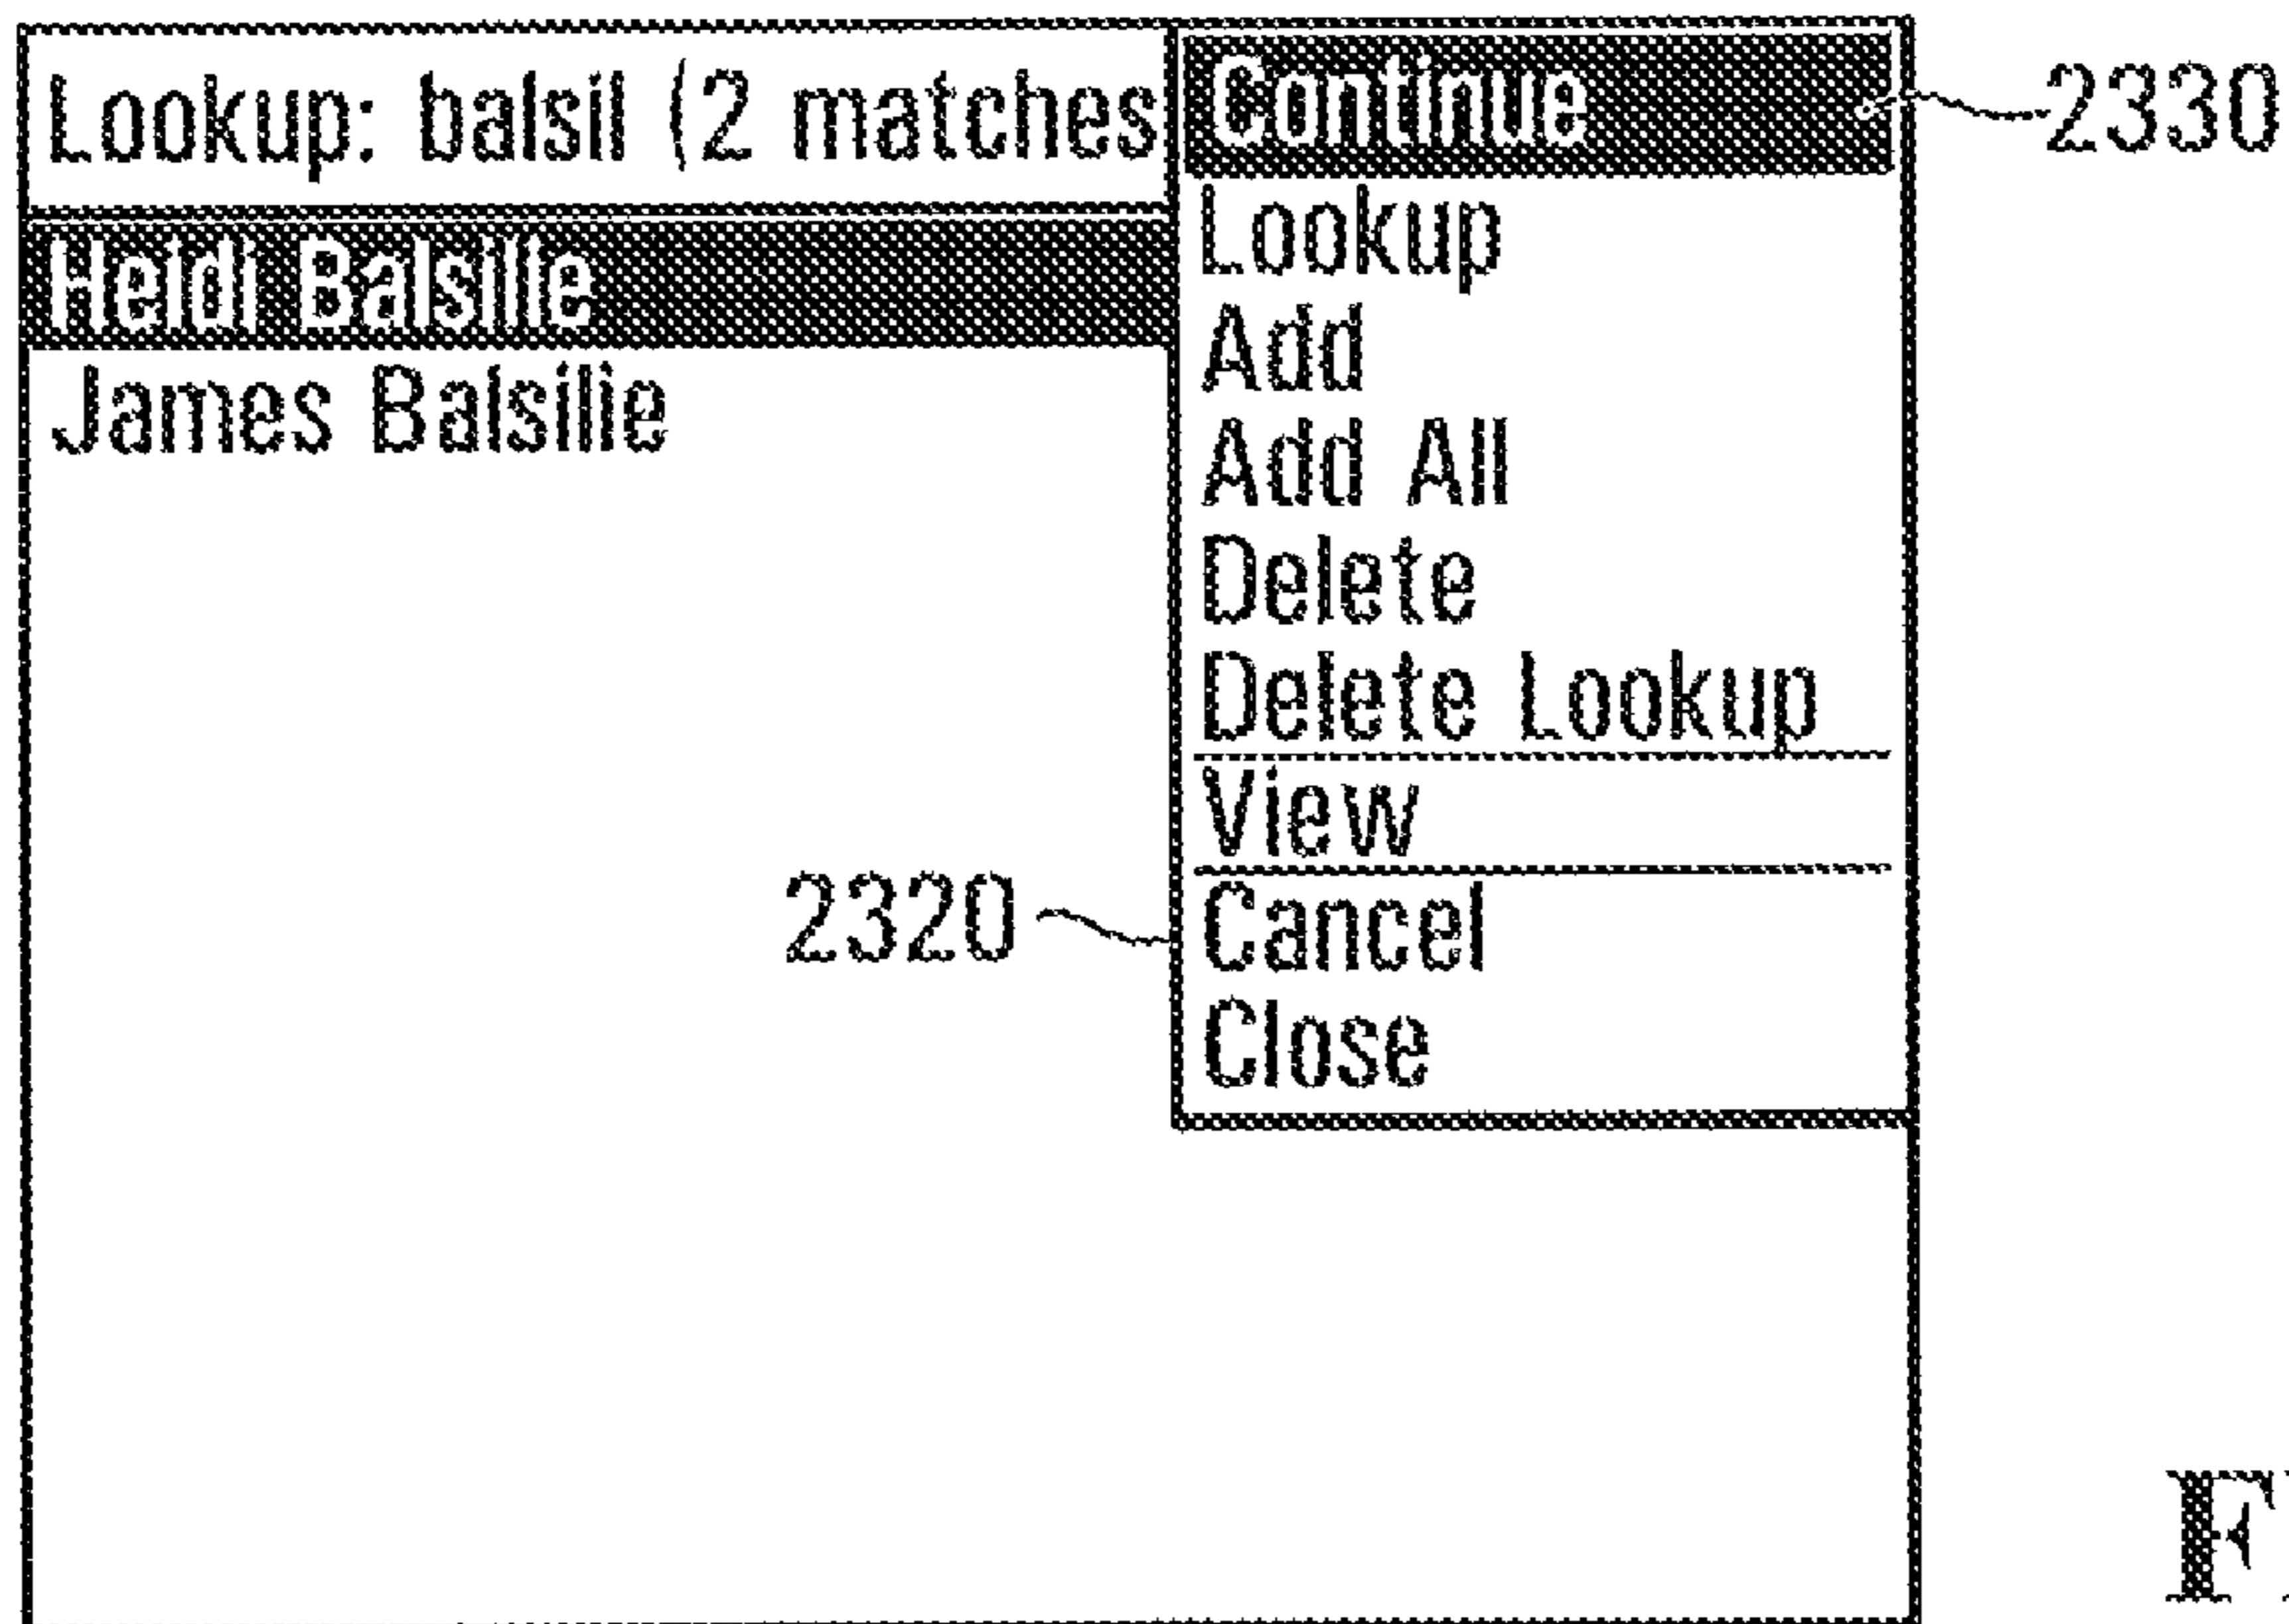 Lookup: balsil (2 matches
Heidi Balsilie
James Balsilie
Continue
Lookup
Add
Add All
Delete
Delete Lookup
View
Cancel
Close
2330
2320